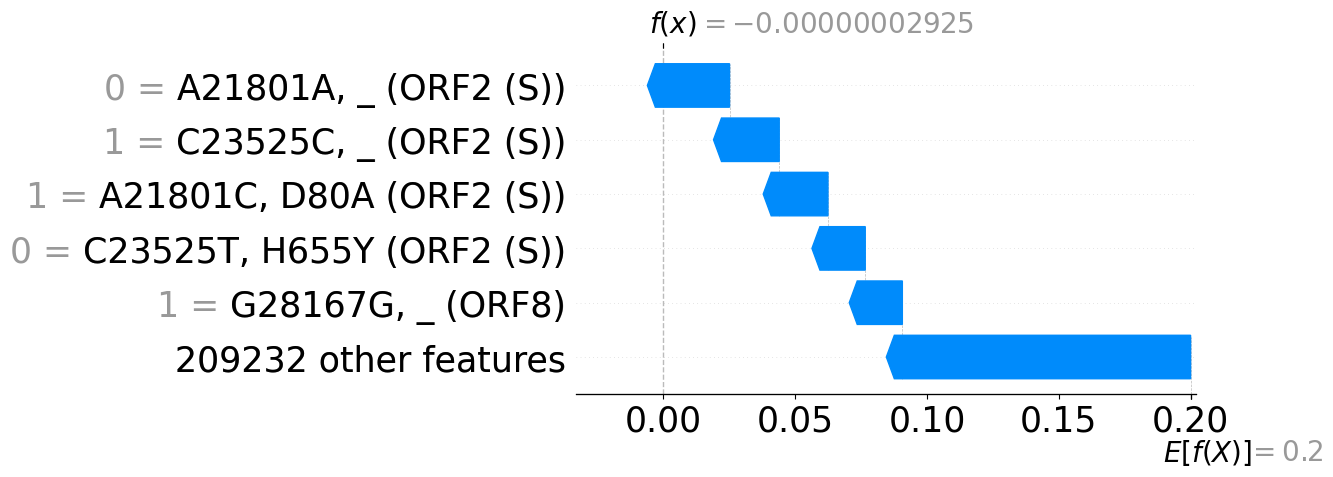 f(x) = −0.00000002925
0 = A21801A, _ (ORF2 (S))
1 = C23525C, _ (ORF2 (S))
1 = A21801C, D80A (ORF2 (S))
0 = C23525T, H655Y (ORF2 (S))
1 = G28167G, _ (ORF8)
209232 other features
0.00 0.05 0.10 0.15 0.20
E[f(X)] = 0.2